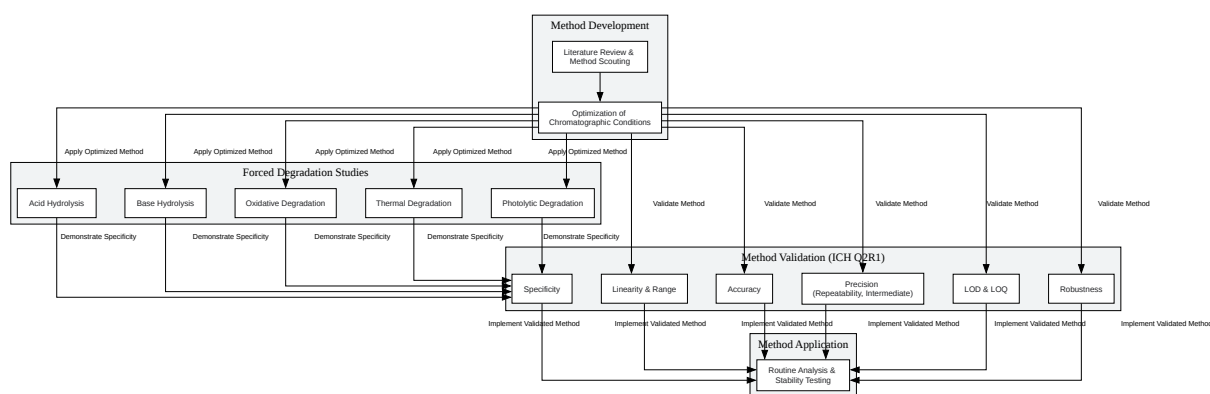 Method Development
Literature Review &
Method Scouting
Optimization of
Chromatographic Conditions
Apply Optimized Method
Apply Optimized Method
Apply Optimized Method
Apply Optimized Method
Apply Optimized Method
Forced Degradation Studies
Acid Hydrolysis
Base Hydrolysis
Oxidative Degradation
Thermal Degradation
Photolytic Degradation
Validate Method
Validate Method
Validate Method
Validate Method
Validate Method
Demonstrate Specificity
Demonstrate Specificity
Demonstrate Specificity
Demonstrate Specificity
Demonstrate Specificity
Method Validation (ICH Q2R1)
Specificity
Linearity & Range
Accuracy
Precision
(Repeatability, Intermediate)
LOD & LOQ
Robustness
Implement Validated Method
Implement Validated Method
Implement Validated Method
Implement Validated Method
Implement Validated Method
Implement Validated Method
Method Application
Routine Analysis &
Stability Testing